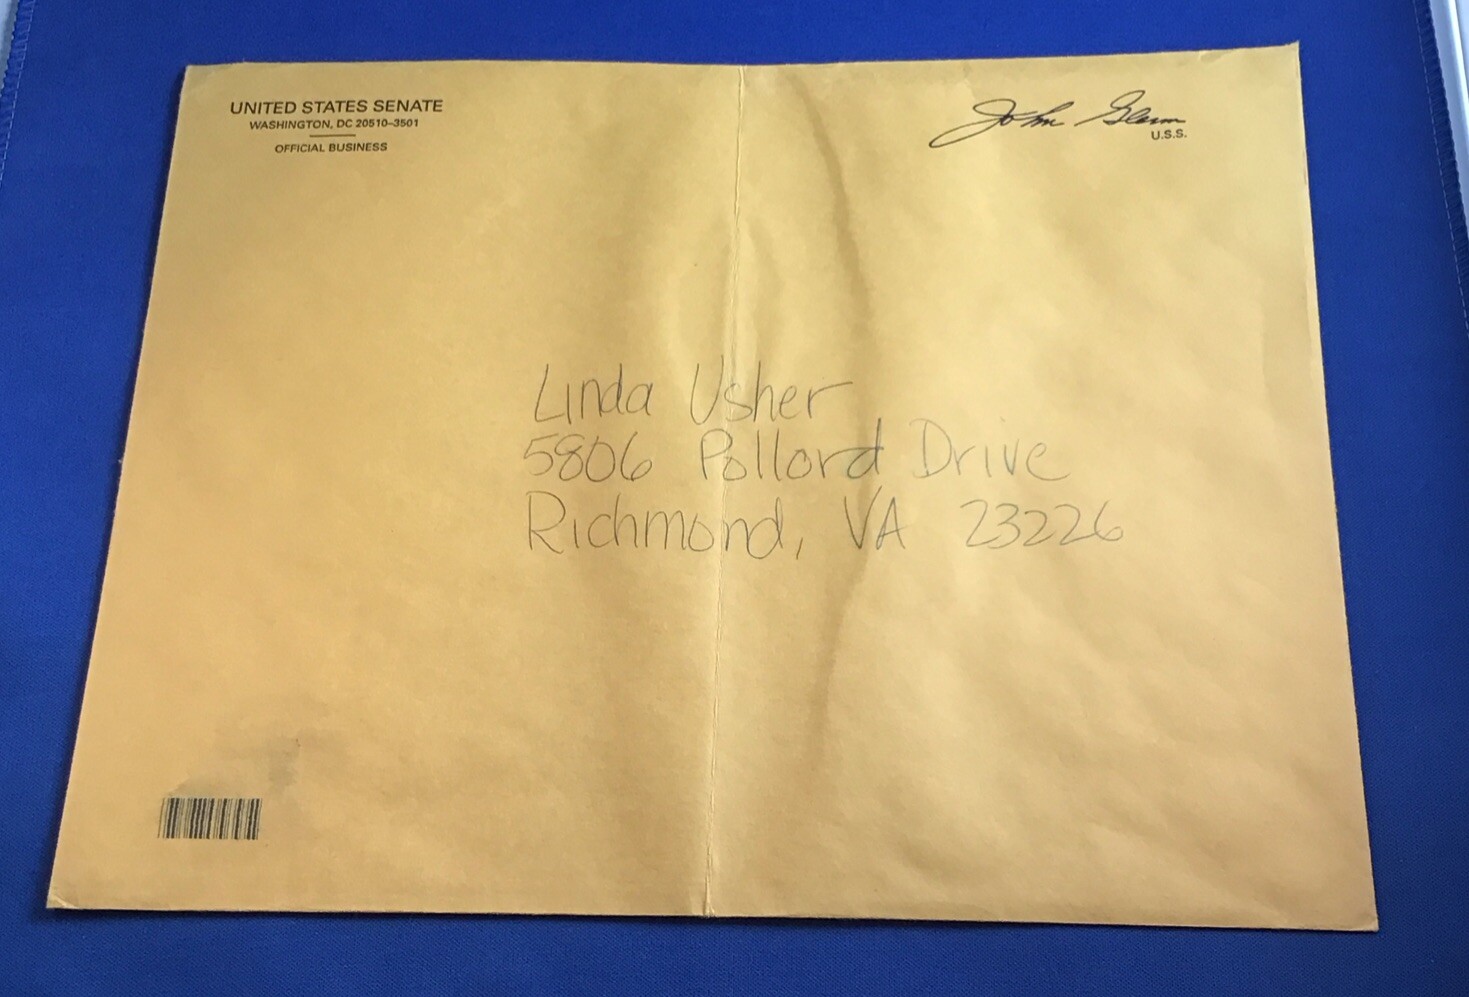 UNITED STATES SENATE
WASHINGTON, DC 20510–3501
OFFICIAL BUSINESS
John Glenn
U.S.S.
Linda Usher
5806 Pollard Drive
Richmond, VA 23226